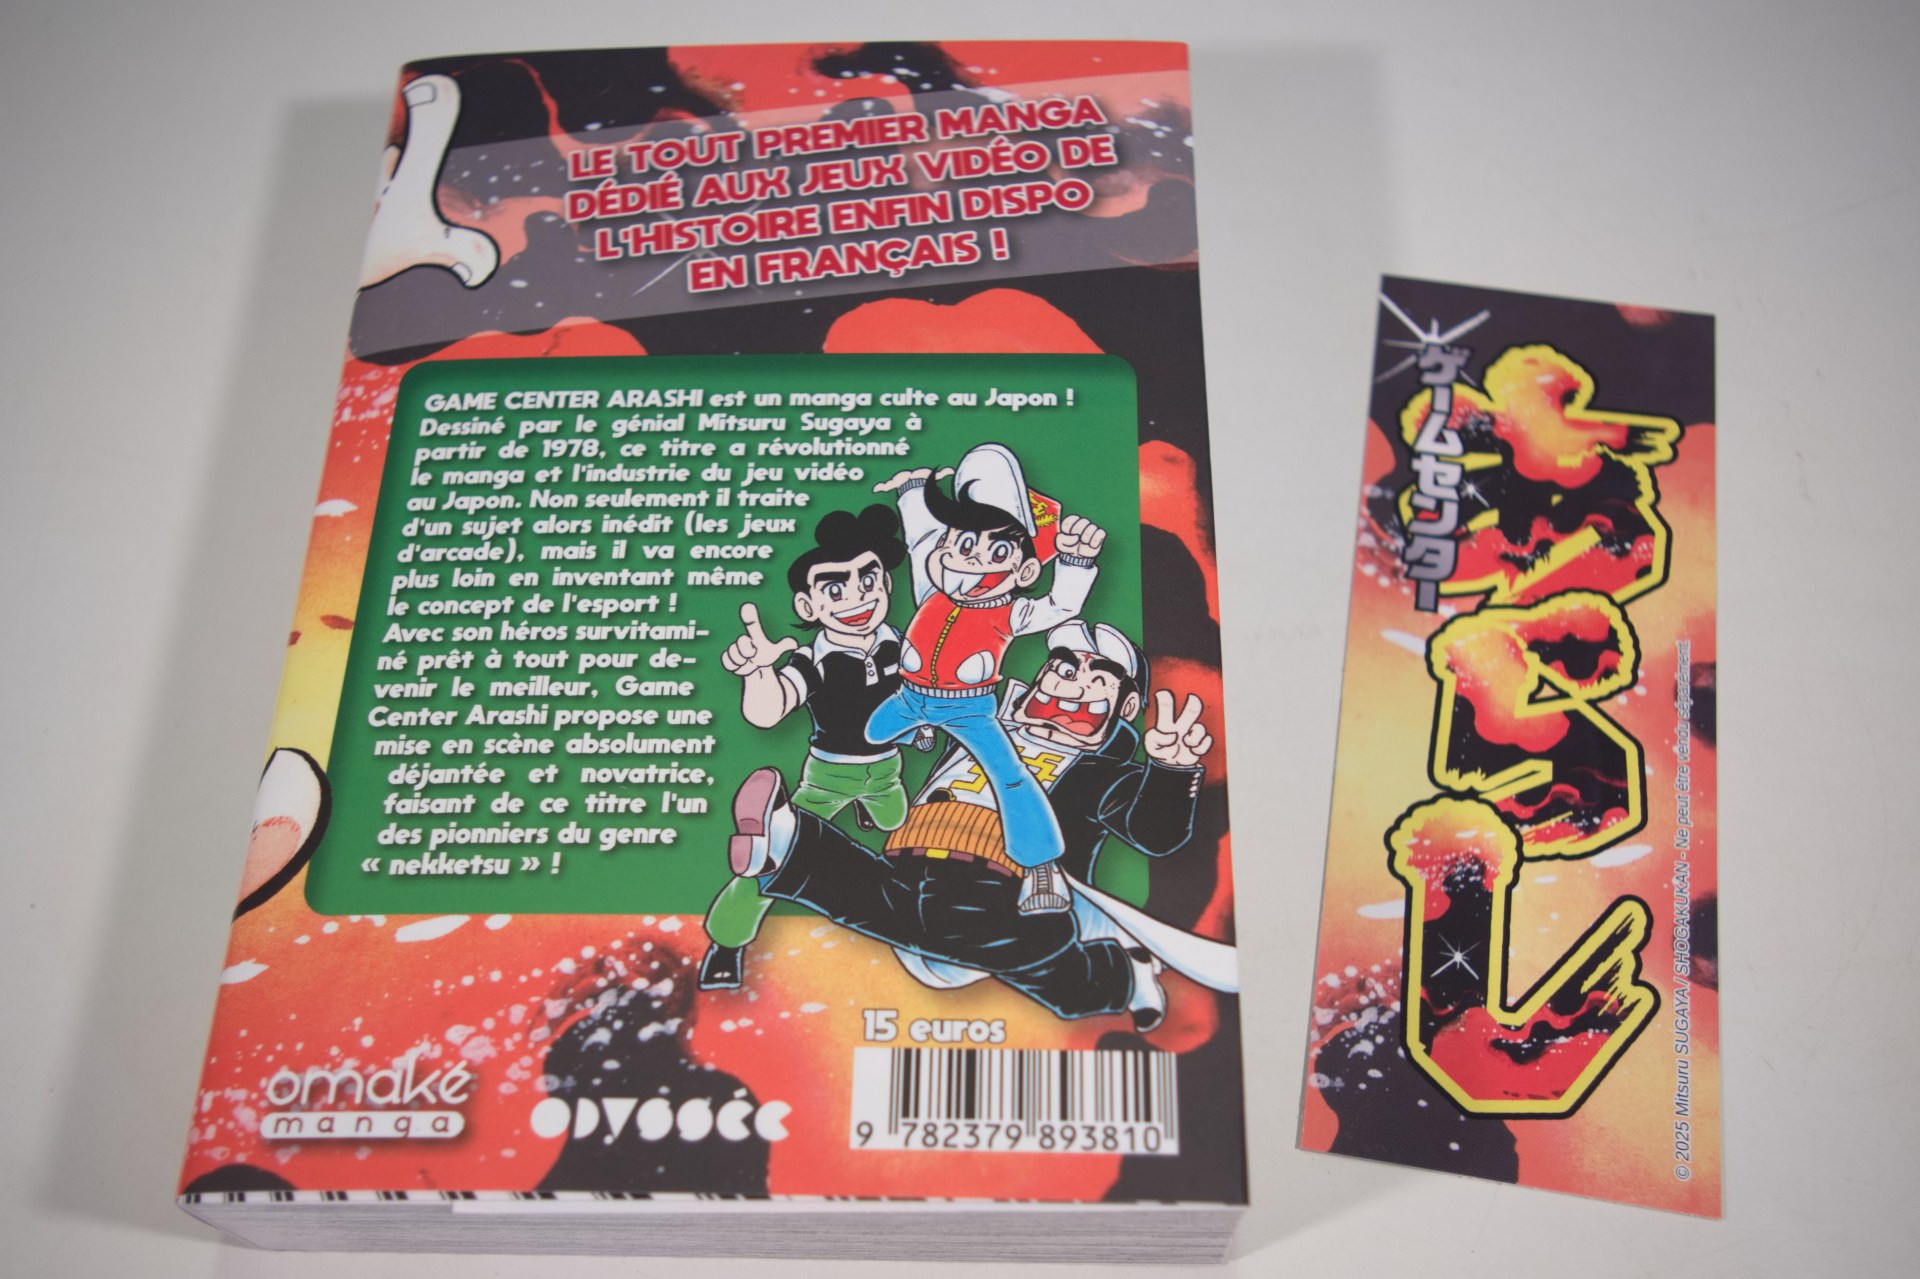 LE TOUT PREMIER MANGA
DÉDIÉ AUX JEUX VIDÉO DE
L'HISTOIRE ENFIN DISPO
EN FRANÇAIS !
GAME CENTER ARASHI est un manga culte au Japon !
Dessiné par le génial Mitsuru Sugaya à
partir de 1978, ce titre a révolutionné
le manga et l'industrie du jeu vidéo
au Japon. Non seulement il traite
d'un sujet alors inédit (les jeux
d'arcade), mais il va encore
plus loin en inventant même
le concept de l'esport !
Avec son héros survitami-
né prêt à tout pour de-
venir le meilleur, Game
Center Arashi propose une
mise en scène absolument
déjantée et novatrice,
faisant de ce titre l'un
des pionniers du genre
« nekketsu » !
15 euros
omaké
manga
ODYSSÉE
9 782379 893810
ゲームセンター
あらし
© 2025 Mitsuru SUGAYA / SHOGAKUKAN - Ne peut être vendu séparément.